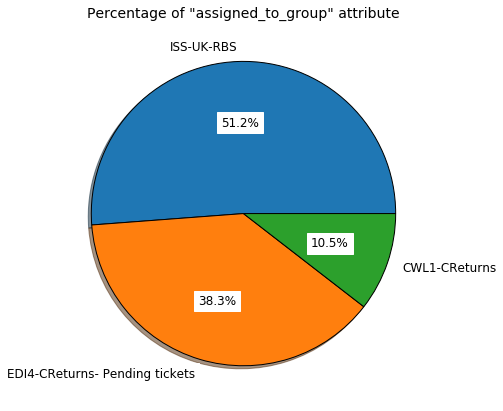 Percentage of "assigned_to_group" attribute
ISS-UK-RBS
51.2%
10.5%
CWL1-CReturns
38.3%
EDI4-CReturns- Pending tickets